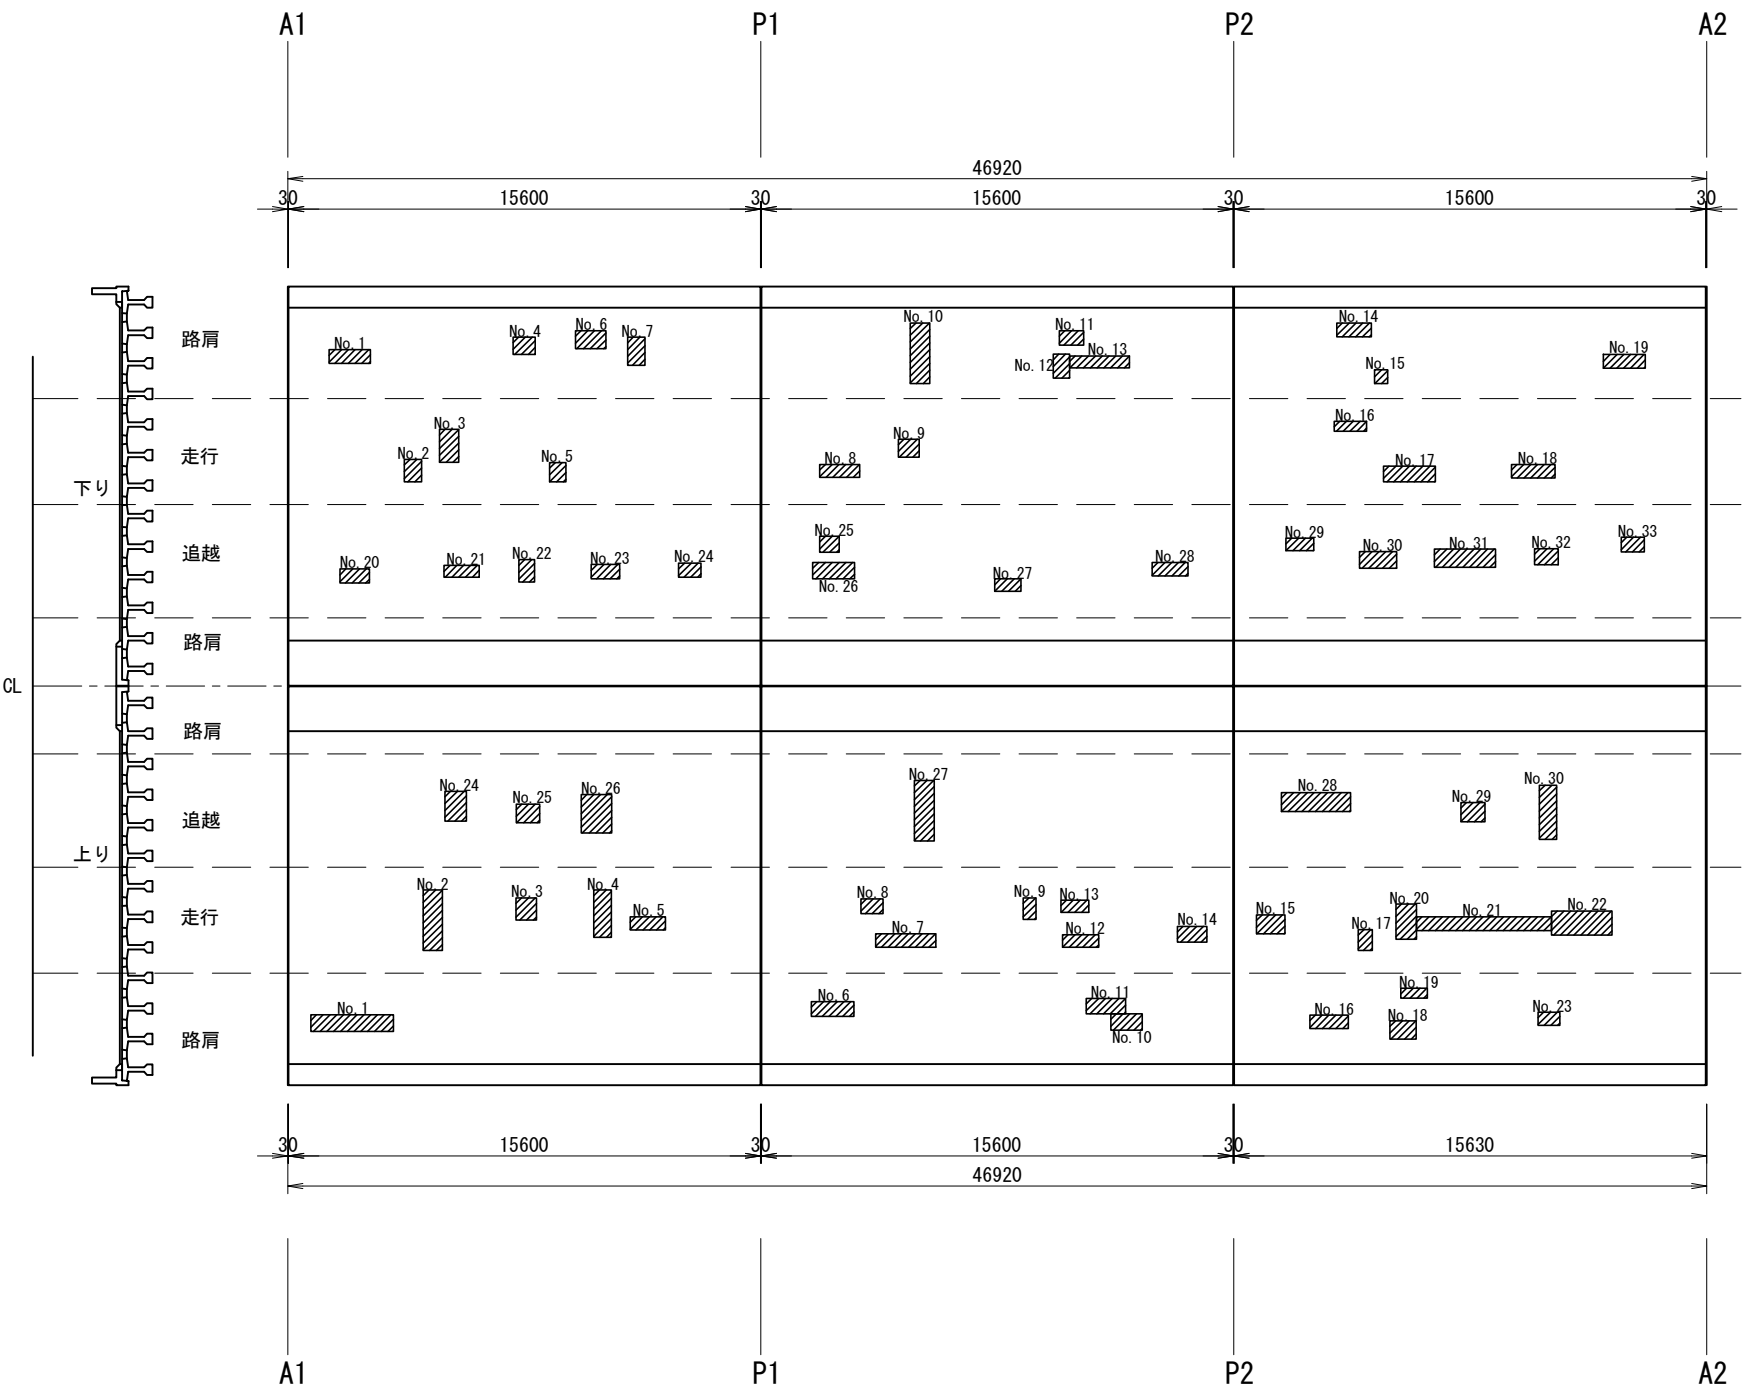 A1 P1 P2 A2
46920
30 15600 30 15600 30 15600 30
路肩 No.1 No.4 No.6 No.7 No.10 No.11 No.12 No.13 No.14 No.15 No.19
走行 No.2 No.3 No.5 No.8 No.9 No.16 No.17 No.18
下り
追越 No.20 No.21 No.22 No.23 No.24 No.25 No.26 No.27 No.28 No.29 No.30 No.31 No.32 No.33
路肩
CL
路肩
追越 No.24 No.25 No.26 No.27 No.28 No.29 No.30
上り
走行 No.2 No.3 No.4 No.5 No.8 No.7 No.9 No.13 No.12 No.14 No.15 No.17 No.20 No.21 No.22
路肩 No.1 No.6 No.11 No.10 No.16 No.19 No.18 No.23
30 15600 30 15600 30 15630
46920
A1 P1 P2 A2